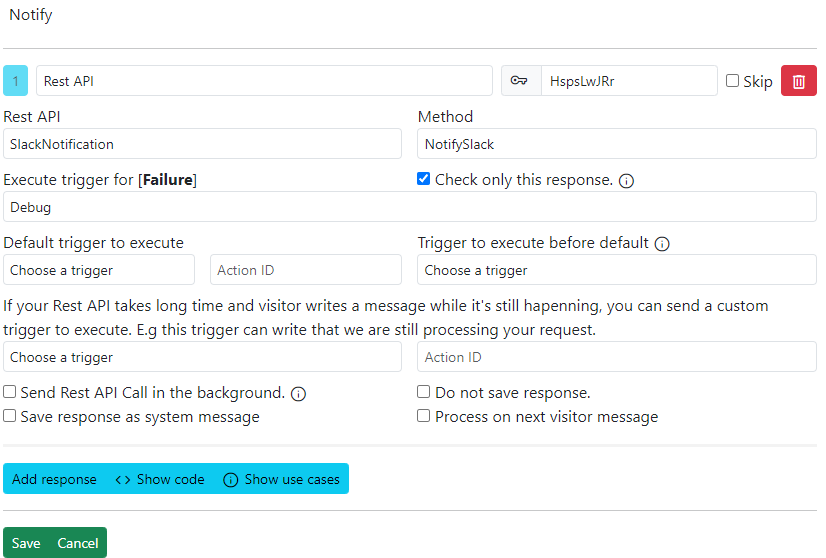 Notify
1 Rest API HspsLwJRr Skip
Rest API Method
SlackNotification NotifySlack
Execute trigger for [Failure] Check only this response.
Debug
Default trigger to execute Trigger to execute before default
Choose a trigger Action ID Choose a trigger
If your Rest API takes long time and visitor writes a message while it's still hapenning, you can send a custom
trigger to execute. E.g this trigger can write that we are still processing your request.
Choose a trigger Action ID
Send Rest API Call in the background. Do not save response.
Save response as system message Process on next visitor message
Add response <> Show code Show use cases
Save Cancel